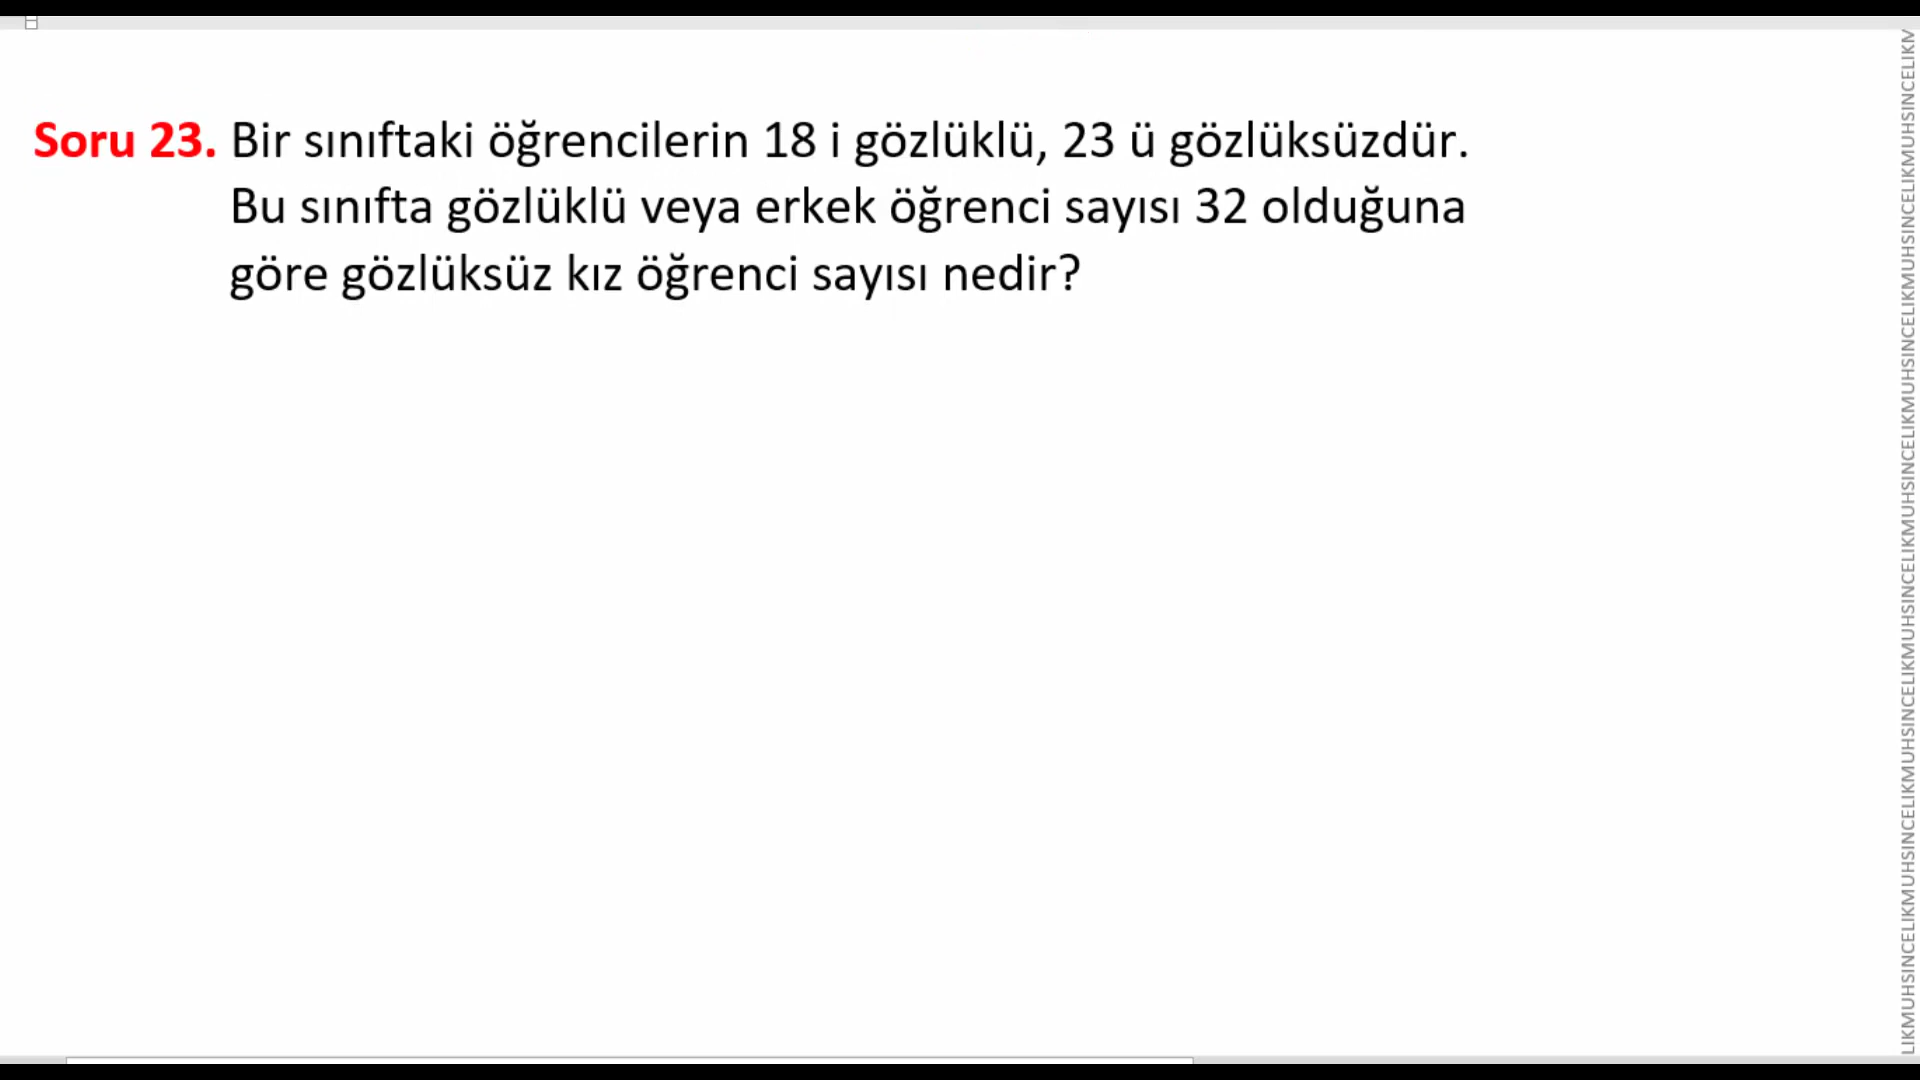 Soru 23. Bir sınıftaki öğrencilerin 18 i gözlüklü, 23 ü gözlüksüzdür.
Bu sınıfta gözlüklü veya erkek öğrenci sayısı 32 olduğuna
göre gözlüksüz kız öğrenci sayısı nedir?
LIKMUHSINCELIKMUHSINCELIKMUHSINCELIKMUHSINCELIKMUHSINCELIKMUHSINCELIKMUHSINCELIKMUHSINCELIKMUHSINCELIKMUHSINCELIKM